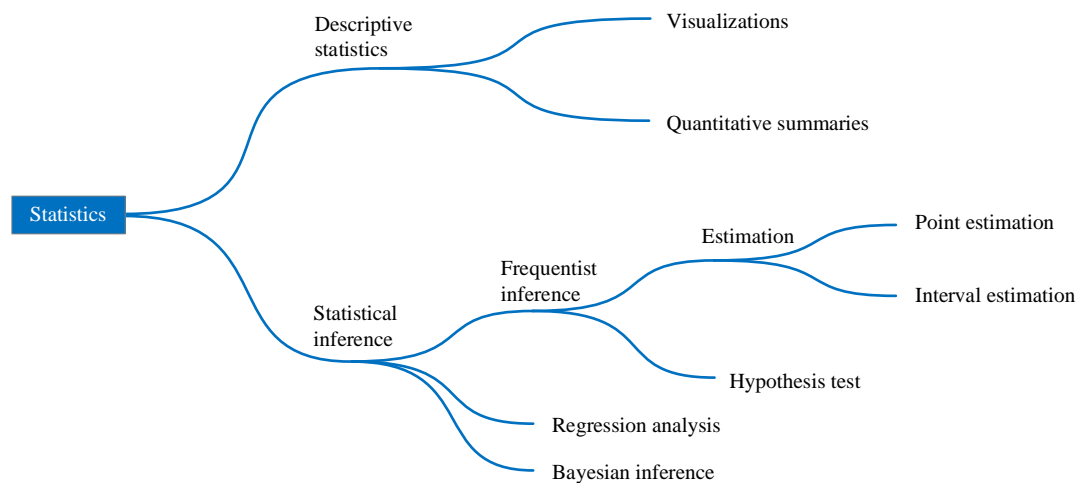 Descriptive
statistics
Visualizations
Quantitative summaries
Statistics
Statistical
inference
Frequentist
inference
Estimation
Point estimation
Interval estimation
Hypothesis test
Regression analysis
Bayesian inference